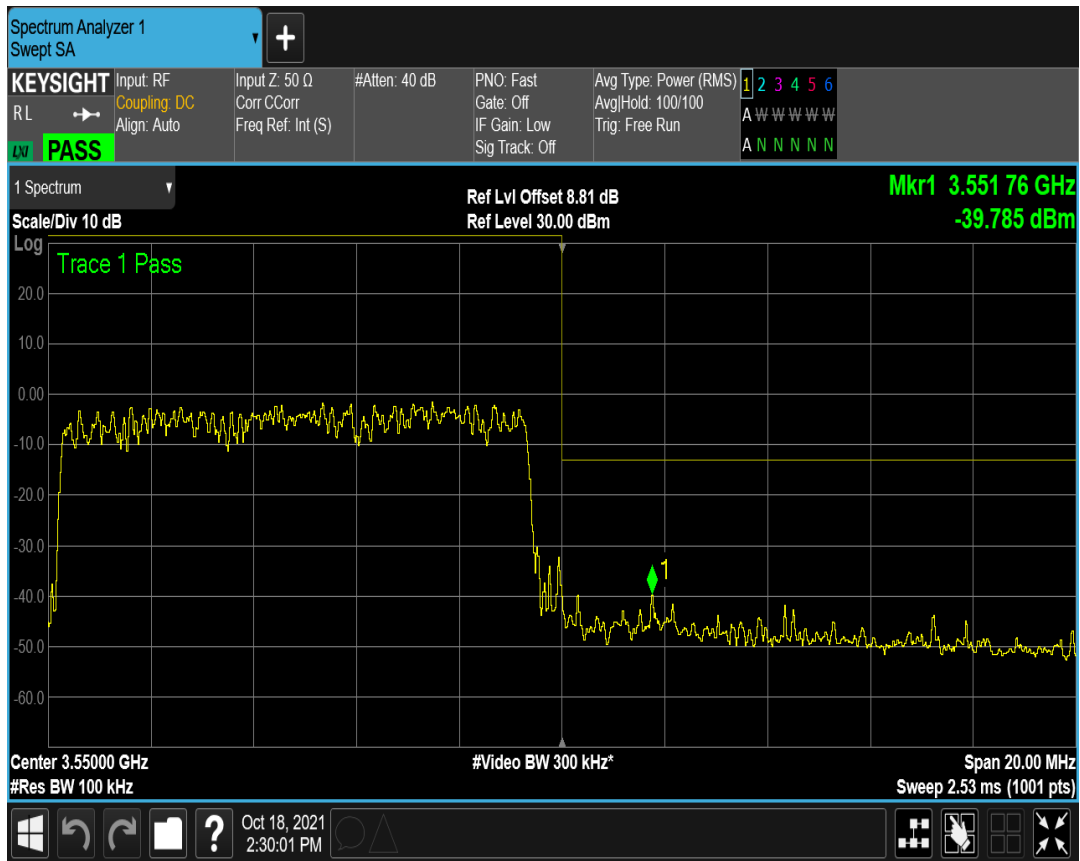 Spectrum Analyzer 1
Swept SA
+
KEYSIGHT
RL
LXI PASS
Input: RF
Coupling: DC
Align: Auto
Input Z: 50 Ω
Corr CCorr
Freq Ref: Int (S)
#Atten: 40 dB
PNO: Fast
Gate: Off
IF Gain: Low
Sig Track: Off
Avg Type: Power (RMS)
Avg|Hold: 100/100
Trig: Free Run
1 2 3 4 5 6
A W W W W W
A N N N N N
1 Spectrum
Scale/Div 10 dB
Ref Lvl Offset 8.81 dB
Ref Level 30.00 dBm
Mkr1 3.551 76 GHz
-39.785 dBm
Log
Trace 1 Pass
20.0
10.0
0.00
-10.0
-20.0
-30.0
1
-40.0
-50.0
-60.0
Center 3.55000 GHz
#Res BW 100 kHz
#Video BW 300 kHz*
Span 20.00 MHz
Sweep 2.53 ms (1001 pts)
?
Oct 18, 2021
2:30:01 PM